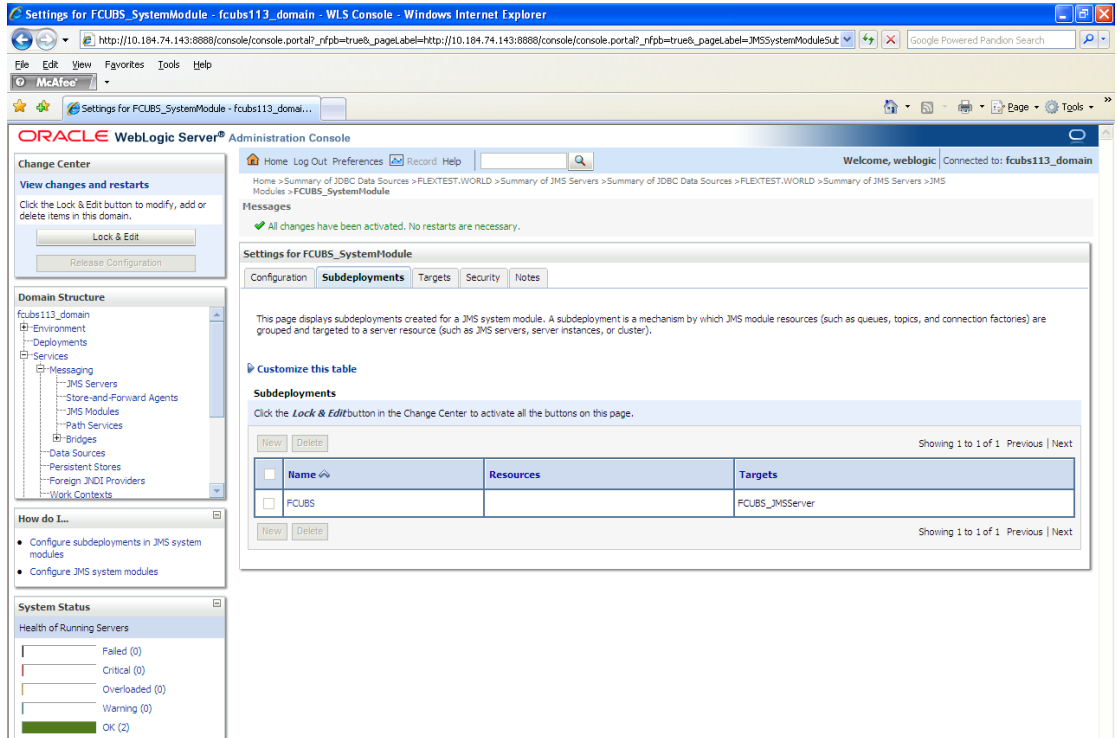 Settings for FCUBS_SystemModule - fcubs113_domain - WLS Console - Windows Internet Explorer
http://10.184.74.143:8888/console/console.portal?_nfpb=true&_pageLabel=http://10.184.74.143:8888/console/console.portal?_nfpb=true&_pageLabel=JMSSystemModuleSub
Google Powered Pandion Search
File Edit View Favorites Tools Help
McAfee
Settings for FCUBS_SystemModule - fcubs113_domai...
Page Tools »
ORACLE WebLogic Server® Administration Console
Change Center
View changes and restarts
Click the Lock & Edit button to modify, add or
delete items in this domain.
Lock & Edit
Release Configuration
Domain Structure
fcubs113_domain
Environment
Deployments
Services
Messaging
JMS Servers
Store-and-Forward Agents
JMS Modules
Path Services
Bridges
Data Sources
Persistent Stores
Foreign JNDI Providers
Work Contexts
How do I...
Configure subdeployments in JMS system
modules
Configure JMS system modules
System Status
Health of Running Servers
Failed (0)
Critical (0)
Overloaded (0)
Warning (0)
OK (2)
Home Log Out Preferences Record Help
Welcome, weblogic Connected to: fcubs113_domain
Home >Summary of JDBC Data Sources >FLEXTEST.WORLD >Summary of JMS Servers >Summary of JDBC Data Sources >FLEXTEST.WORLD >Summary of JMS Servers >JMS
Modules >FCUBS_SystemModule
Messages
All changes have been activated. No restarts are necessary.
Settings for FCUBS_SystemModule
Configuration Subdeployments Targets Security Notes
This page displays subdeployments created for a JMS system module. A subdeployment is a mechanism by which JMS module resources (such as queues, topics, and connection factories) are
grouped and targeted to a server resource (such as JMS servers, server instances, or cluster).
Customize this table
Subdeployments
Click the Lock & Edit button in the Change Center to activate all the buttons on this page.
New Delete Showing 1 to 1 of 1 Previous | Next
Name Resources Targets
FCUBS FCUBS_JMSServer
New Delete Showing 1 to 1 of 1 Previous | Next